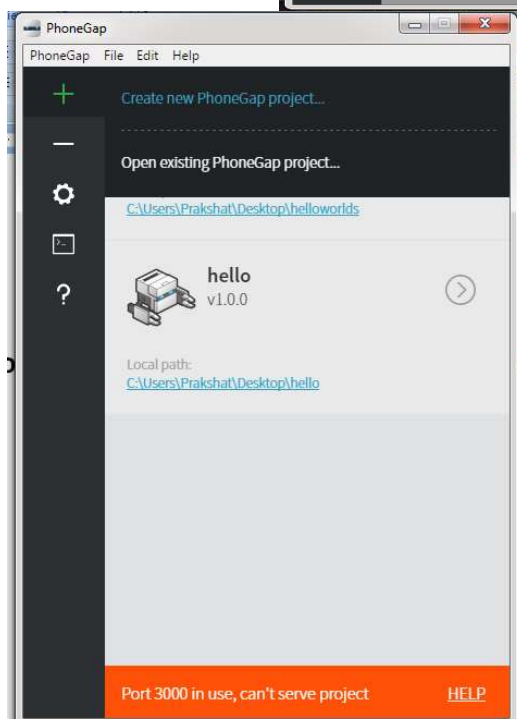 PhoneGap
PhoneGap File Edit Help
Create new PhoneGap project...
Open existing PhoneGap project...
C:\Users\Prakshat\Desktop\helloworlds
hello
v1.0.0
Local path:
C:\Users\Prakshat\Desktop\hello
Port 3000 in use, can't serve project HELP